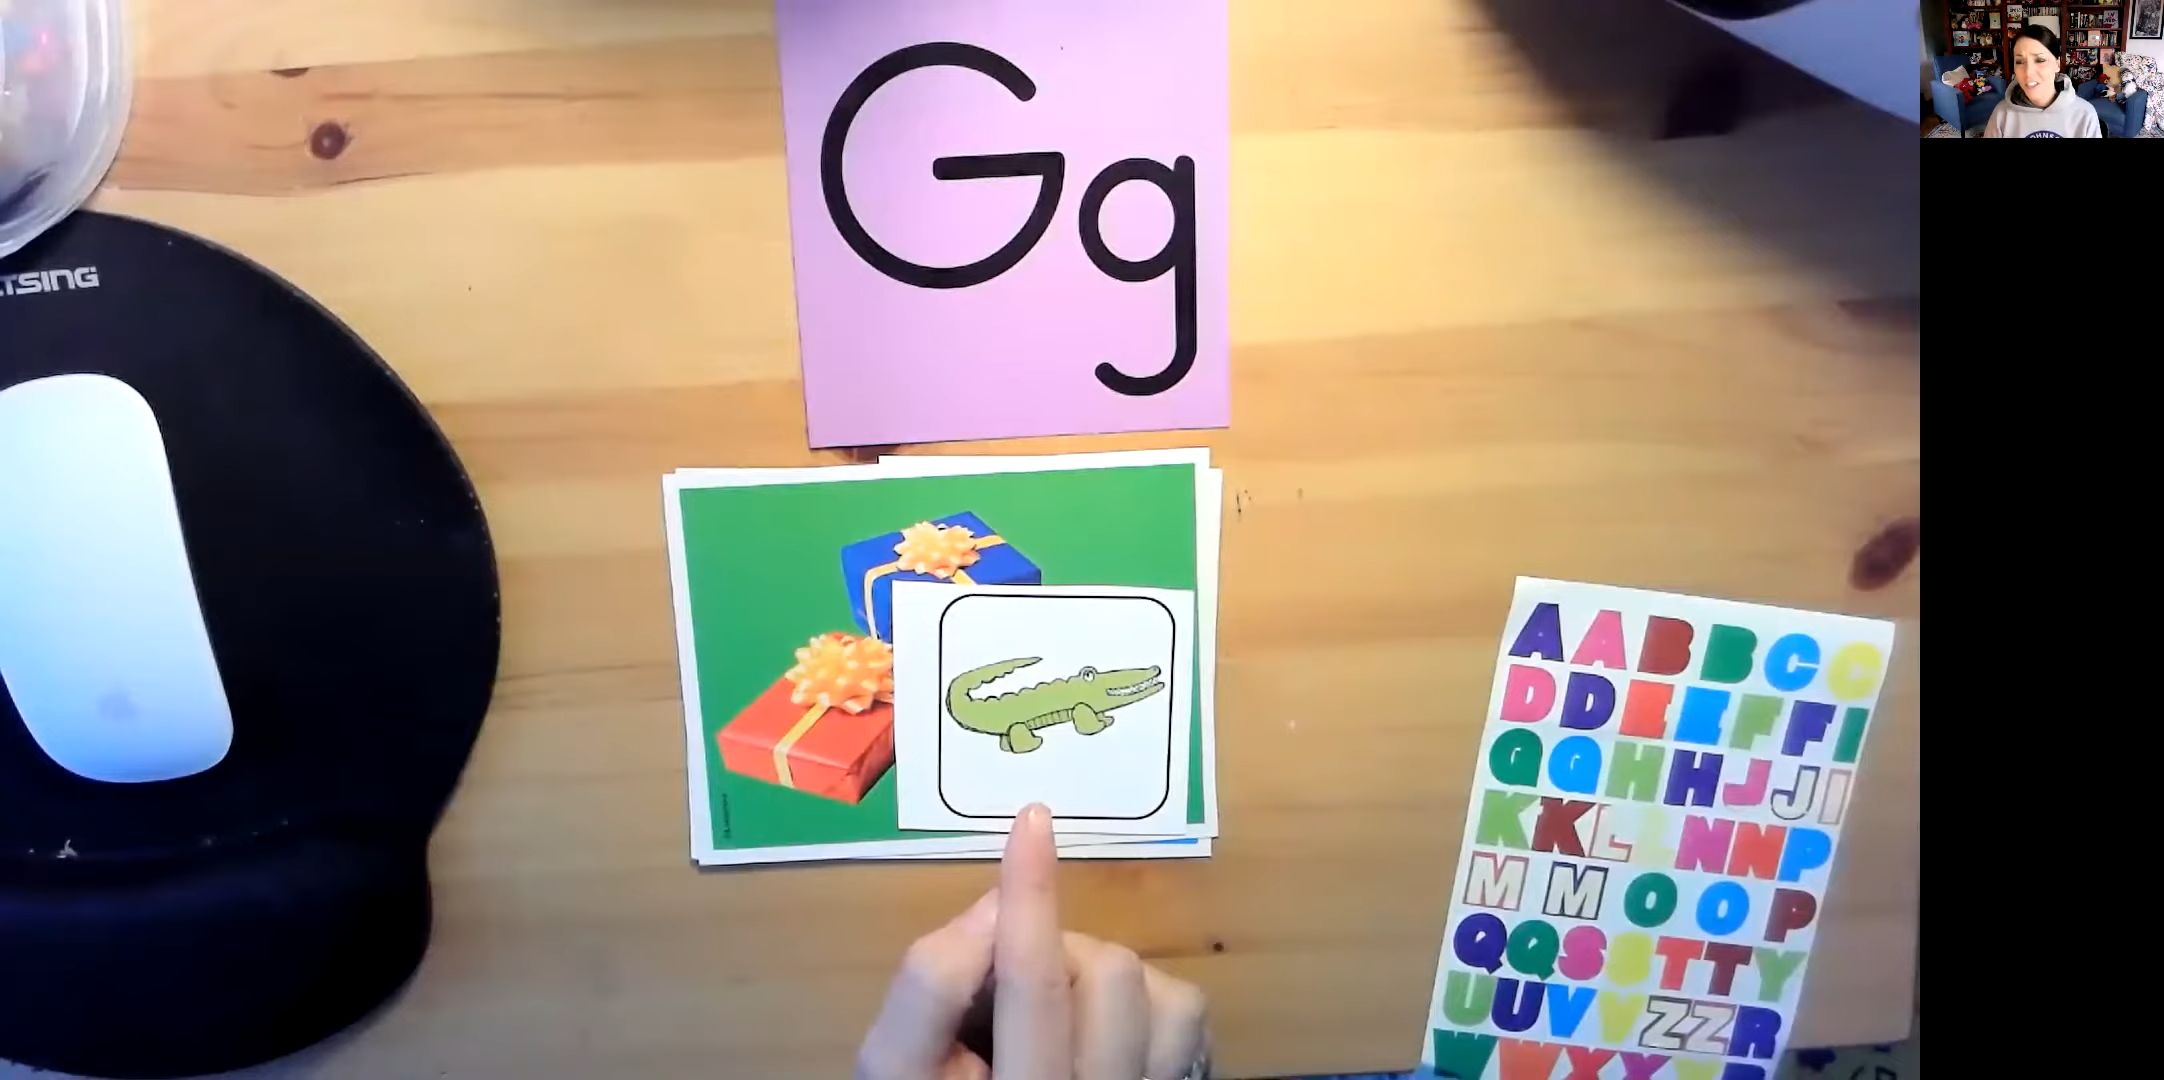 Gg
TSING
A A B B C C
D D E E F F I
G G H H J J I
K K L L N N P
M M O O P
Q Q S S T T Y
U U V V Z Z R
W W X X